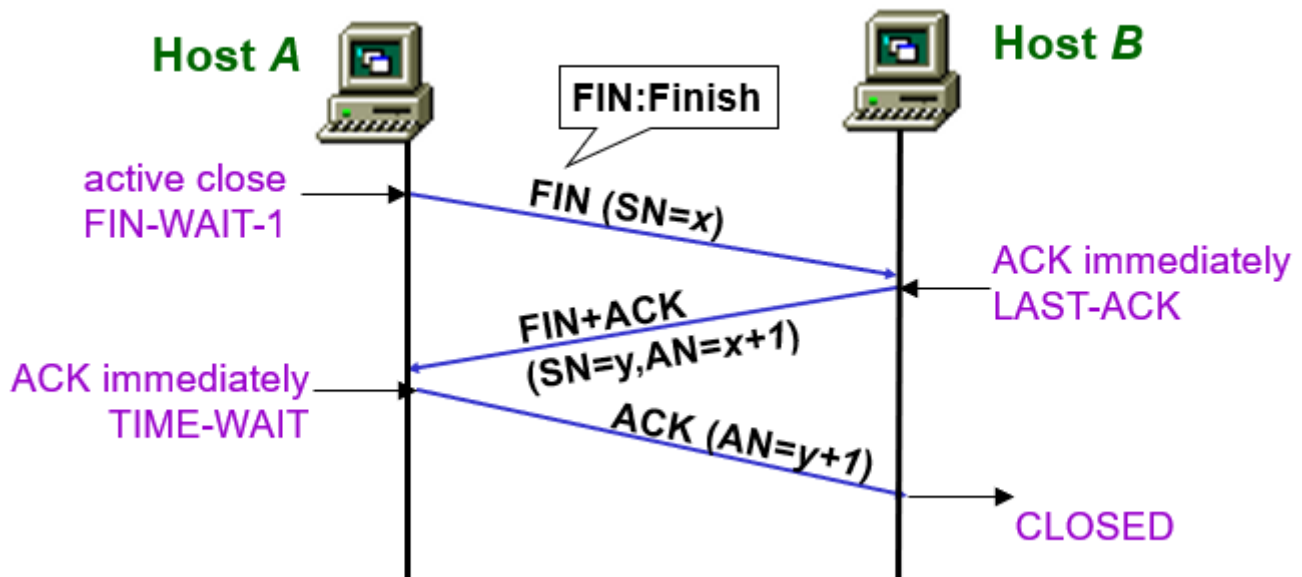 Host A
Host B
FIN:Finish
active close
FIN-WAIT-1
FIN (SN=x)
ACK immediately
LAST-ACK
FIN+ACK
(SN=y,AN=x+1)
ACK immediately
TIME-WAIT
ACK (AN=y+1)
CLOSED